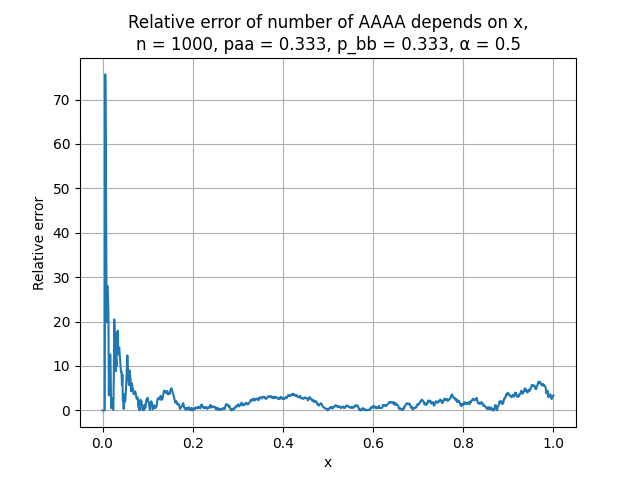 Relative error of number of AAAA depends on x,
n = 1000, paa = 0.333, p_bb = 0.333, α = 0.5
70
60
50
40
30
20
10
0
Relative error
0.0 0.2 0.4 0.6 0.8 1.0
x